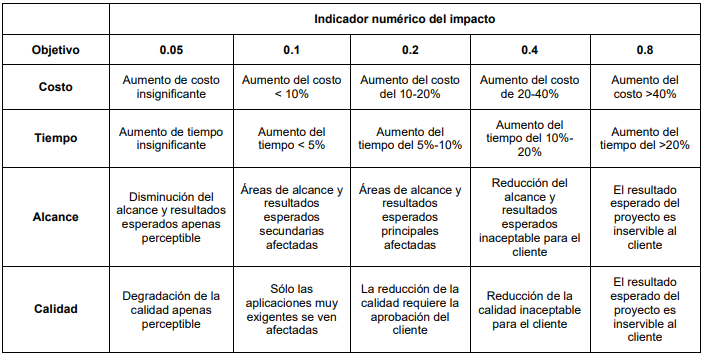 Indicador numérico del impacto
Objetivo 0.05 0.1 0.2 0.4 0.8
Costo
Aumento de costo
insignificante
Aumento del costo
< 10%
Aumento del costo
del 10-20%
Aumento del costo
de 20-40%
Aumento del
costo >40%
Tiempo
Aumento de tiempo
insignificante
Aumento del
tiempo < 5%
Aumento del
tiempo del 5%-10%
Aumento del
tiempo del 10%-
20%
Aumento del
tiempo del >20%
Alcance
Disminución del
alcance y resultados
esperados apenas
perceptible
Áreas de alcance y
resultados
esperados
secundarias
afectadas
Áreas de alcance y
resultados
esperados
principales
afectadas
Reducción del
alcance y
resultados
esperados
inaceptable para el
cliente
El resultado
esperado del
proyecto es
inservible al
cliente
Calidad
Degradación de la
calidad apenas
perceptible
Sólo las
aplicaciones muy
exigentes se ven
afectadas
La reducción de la
calidad requiere la
aprobación del
cliente
Reducción de la
calidad inaceptable
para el cliente
El resultado
esperado del
proyecto es
inservible al
cliente